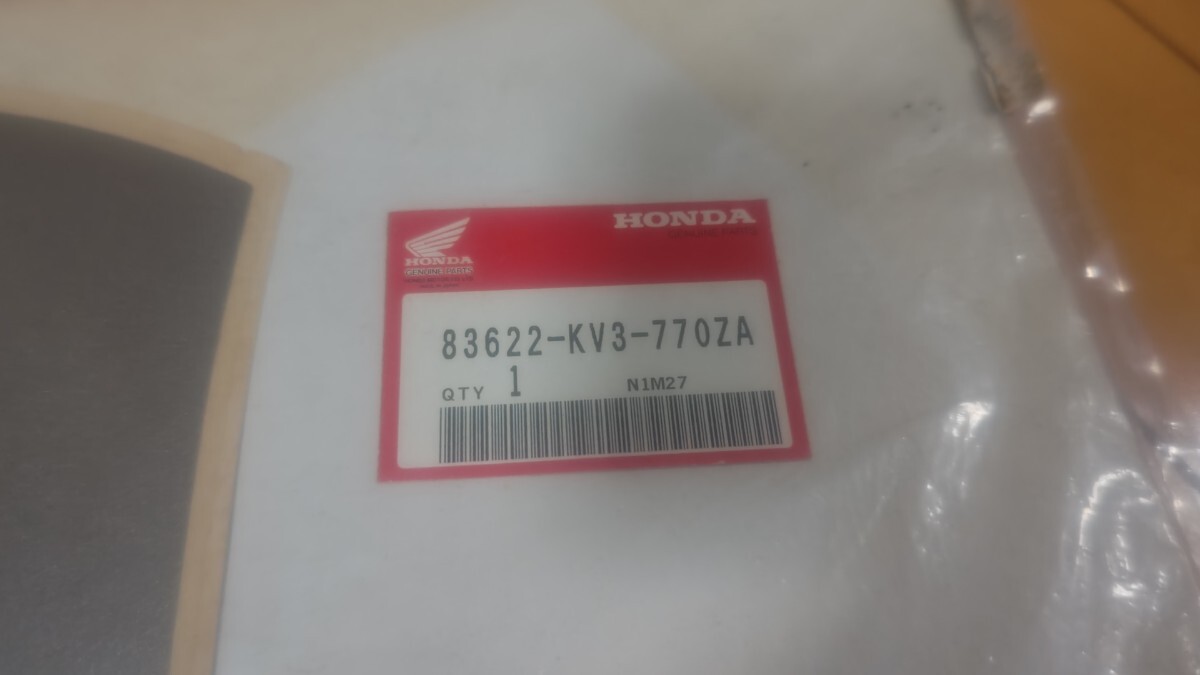 HONDA
HONDA
GENUINE PARTS
83622-KV3-770ZA
QTY 1 N1M27